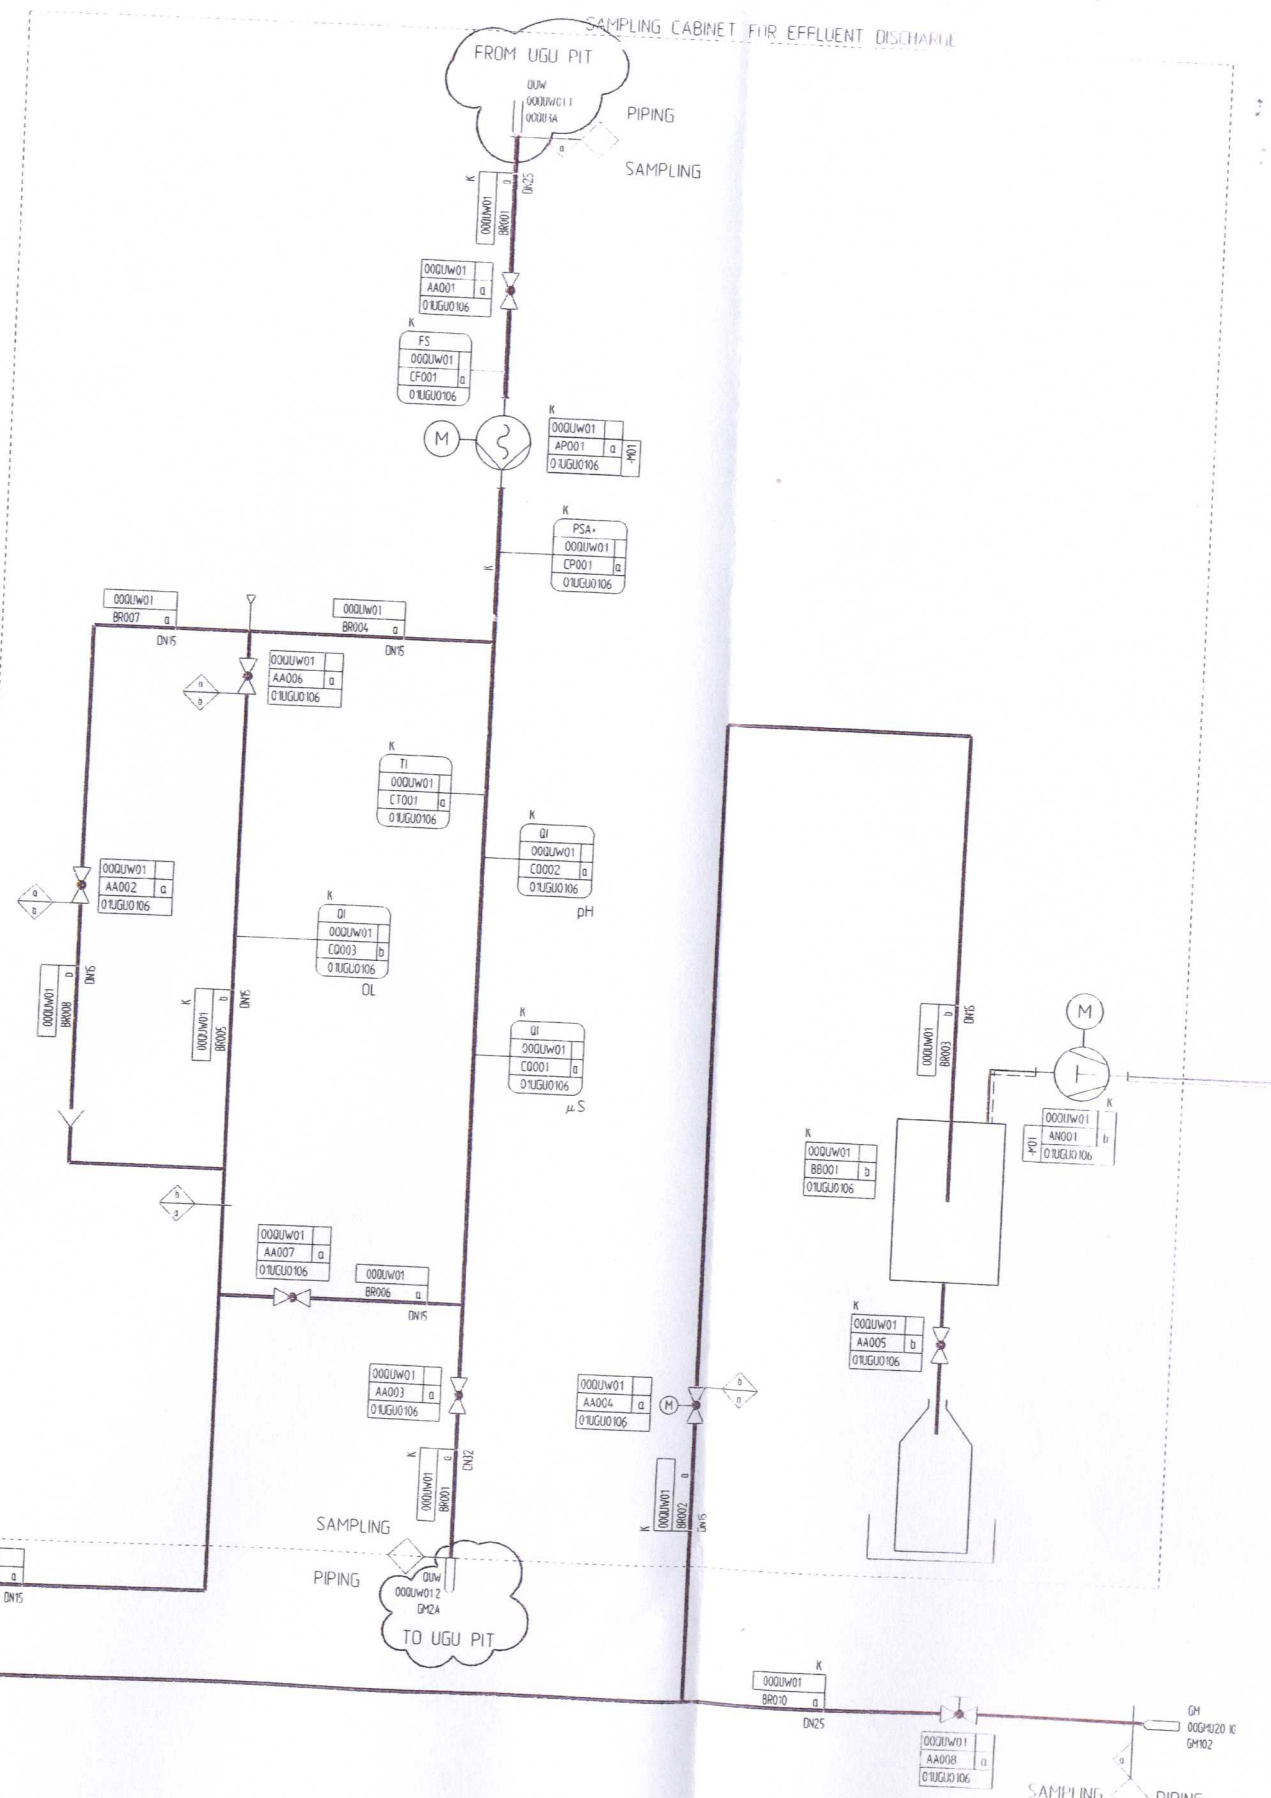 SAMPLING CABINET FOR EFFLUENT DISCHARGE
FROM UGU PIT
QUW
00QUW011
PIPING
a
SAMPLING
K
00QUW01
BR001
a
DN25
00QUW01
AA001 a
01UGU0106
K
FS
00QUW01
CF001 a
01UGU0106
M
K
00QUW01
AP001 a
01UGU0106
-M01
K
PSA+
00QUW01
CP001 a
01UGU0106
K
00QUW01
BR007 a
DN15
00QUW01
BR004 a
DN15
00QUW01
AA006 a
01UGU0106
a
b
K
TI
00QUW01
CT001 a
01UGU0106
K
QI
00QUW01
CQ002 a
01UGU0106
pH
00QUW01
AA002 a
01UGU0106
a
b
K
QI
00QUW01
CQ003 b
01UGU0106
OL
00QUW01
BR008
b
DN15
K
00QUW01
BR005
b
DN15
K
QI
00QUW01
CQ001 a
01UGU0106
µS
00QUW01
BR003
b
DN15
M
K
00QUW01
AN001 b
01UGU0106
-M01
K
00QUW01
BB001 b
01UGU0106
b
a
00QUW01
AA007 a
01UGU0106
00QUW01
BR006 a
DN15
K
00QUW01
AA005 b
01UGU0106
00QUW01
AA003 a
01UGU0106
00QUW01
AA004 a
01UGU0106
M
b
a
K
00QUW01
BR001
a
DN32
K
00QUW01
BR002
a
DN15
SAMPLING
PIPING
QUW
00QUW012
GM2A
TO UGU PIT
a
DN15
K
00QUW01
BR010 a
DN25
00QUW01
AA008 a
01UGU0106
GM
00GMU20 10
GM102
a
SAMPLING
PIPING